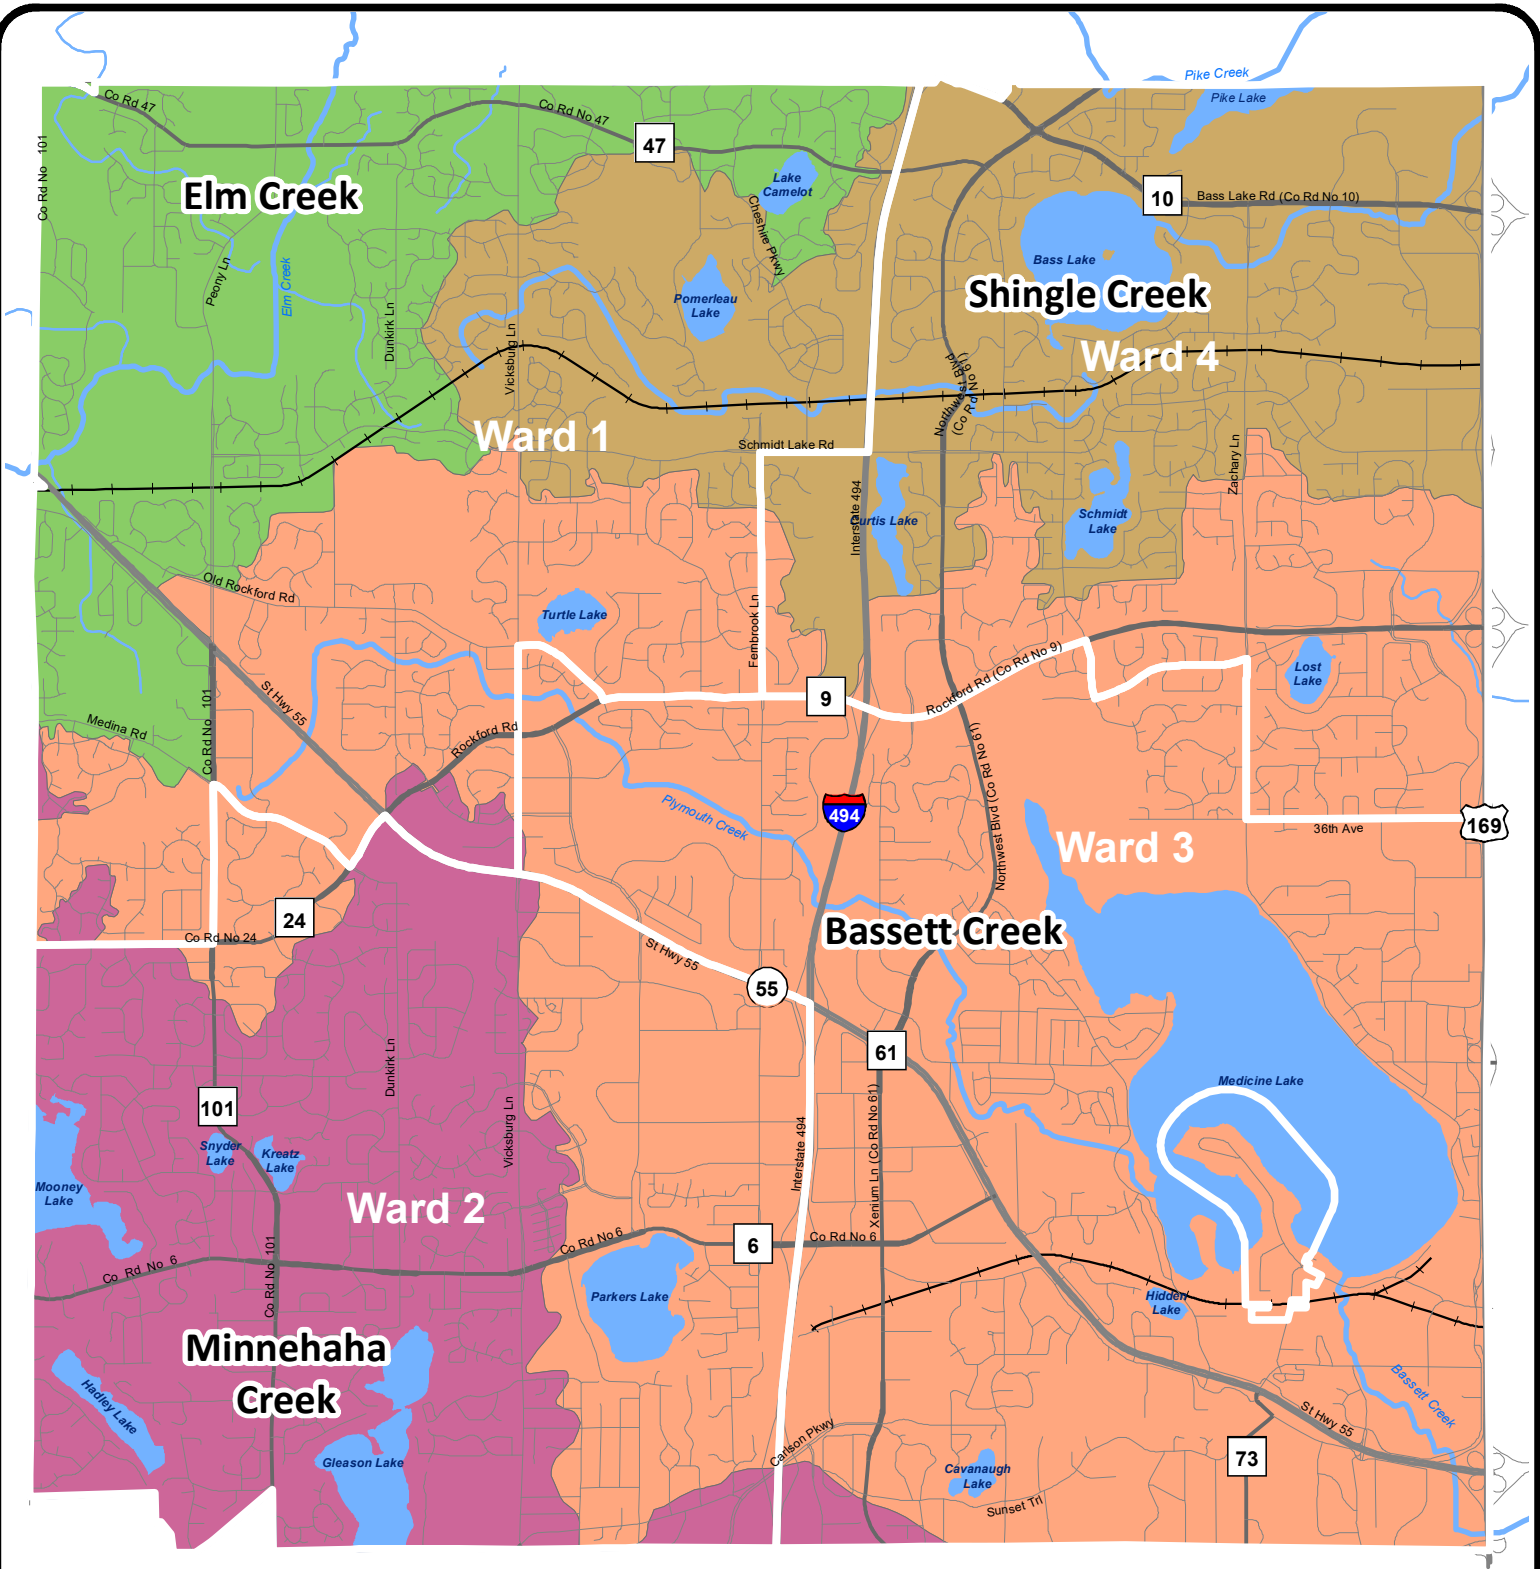 Pike Creek
Pike Lake
Co Rd 47
Co Rd No 47
47
Co Rd No 101
Elm Creek
Lake
Camelot
Cheshire Pkwy
10
Bass Lake Rd (Co Rd No 10)
Bass Lake
Shingle Creek
Peony Ln
Elm Creek
Dunkirk Ln
Pomerleau
Lake
Vicksburg Ln
Ward 4
Northwest Blvd
(Co Rd No 61)
Ward 1
Schmidt Lake Rd
Zachary Ln
Interstate 494
Curtis Lake
Schmidt
Lake
Old Rockford Rd
Turtle Lake
Fernbrook Ln
St Hwy 55
Co Rd No 101
Medina Rd
Rockford Rd
9
Rockford Rd (Co Rd No 9)
Lost
Lake
Northwest Blvd (Co Rd No 61)
Plymouth Creek
494
Ward 3
36th Ave
169
24
Co Rd No 24
Bassett Creek
St Hwy 55
55
61
Dunkirk Ln
Vicksburg Ln
101
Snyder
Lake
Kreatz
Lake
Mooney
Lake
Ward 2
Interstate 494
Xenium Ln (Co Rd No 61)
Medicine Lake
Co Rd No 6
Co Rd No 101
Co Rd No 6
6
Co Rd No 6
Parkers Lake
Hidden
Lake
Minnehaha
Creek
Hadley Lake
Gleason Lake
Carlson Pkwy
Cavanaugh
Lake
Sunset Trl
Bassett Creek
St Hwy 55
73